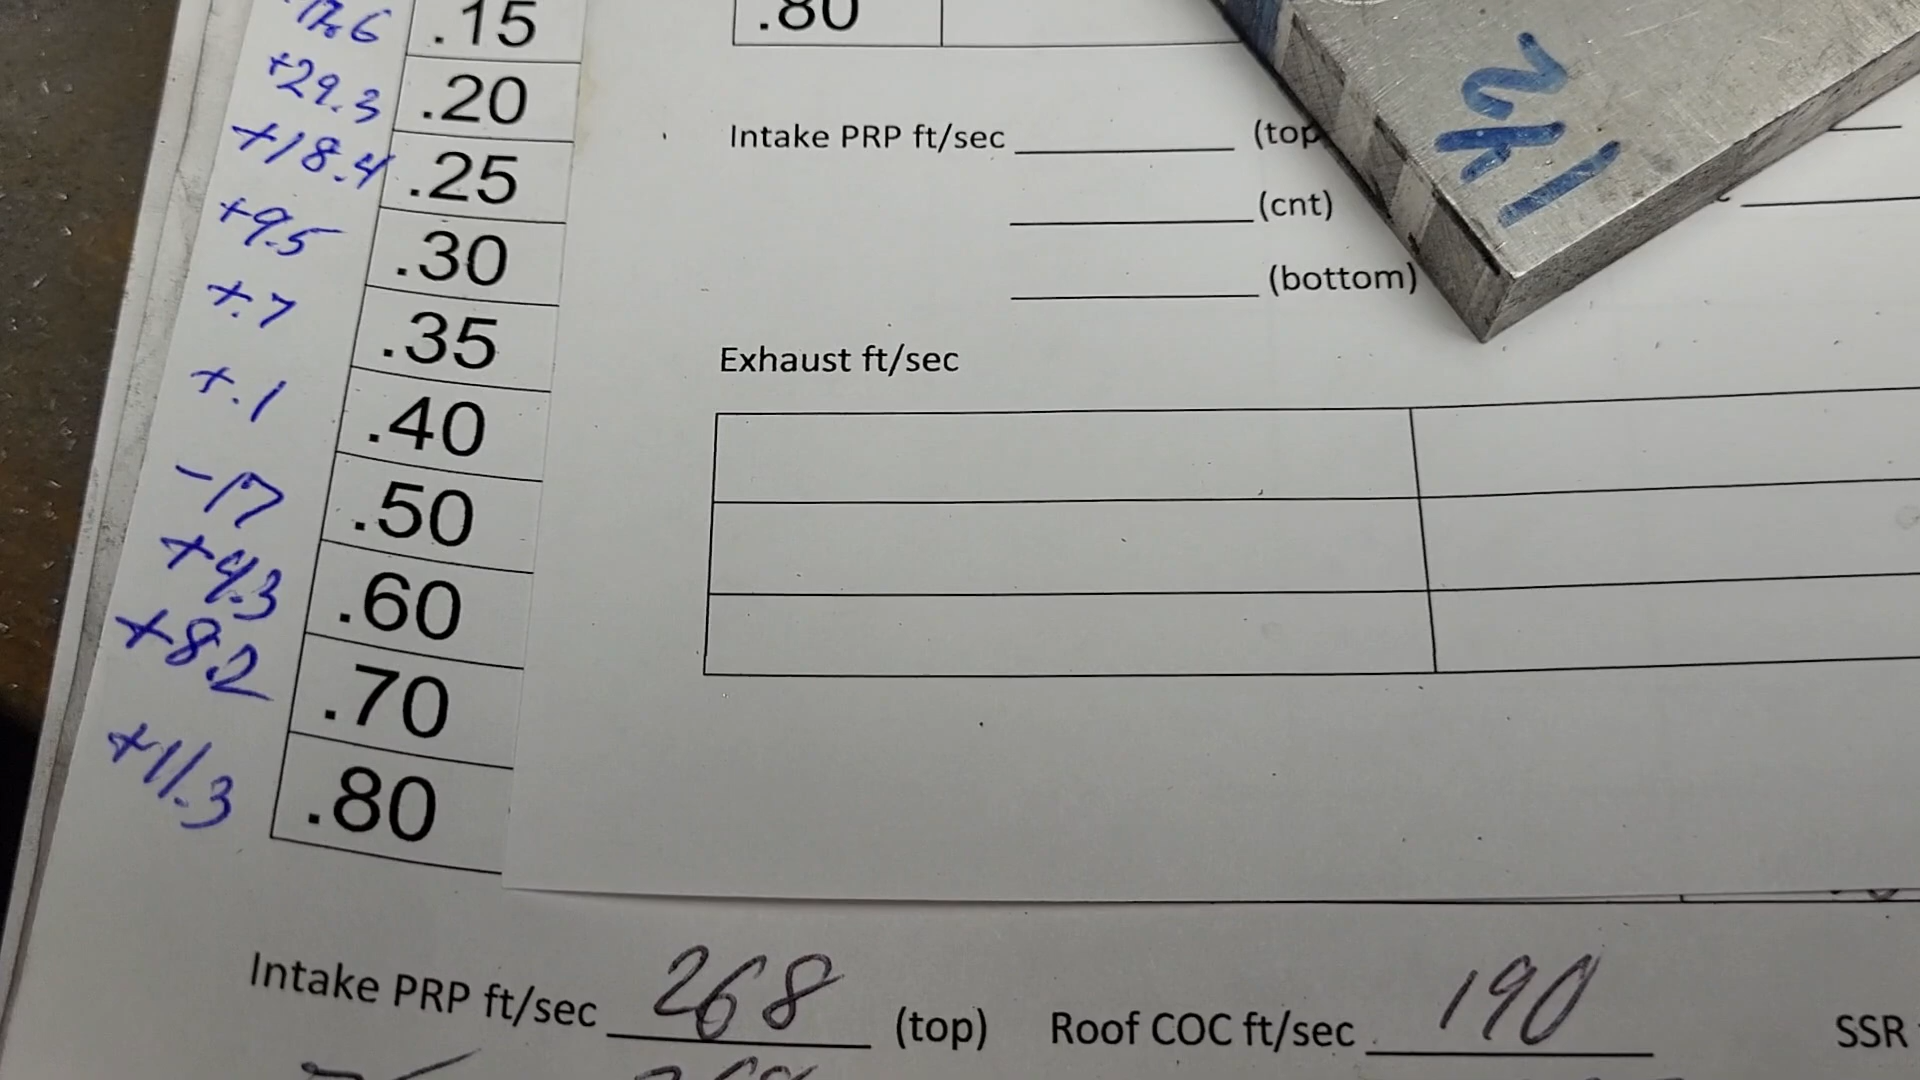 .15 .80
+29.3 .20
+18.4 .25
Intake PRP ft/sec (top
+9.5 .30
(cnt)
+.7 .35
(bottom)
+.1 .40
Exhaust ft/sec
-17 .50
.60
+8.2 .70
+11.3 .80
Intake PRP ft/sec 268 (top) Roof COC ft/sec 190 SSR